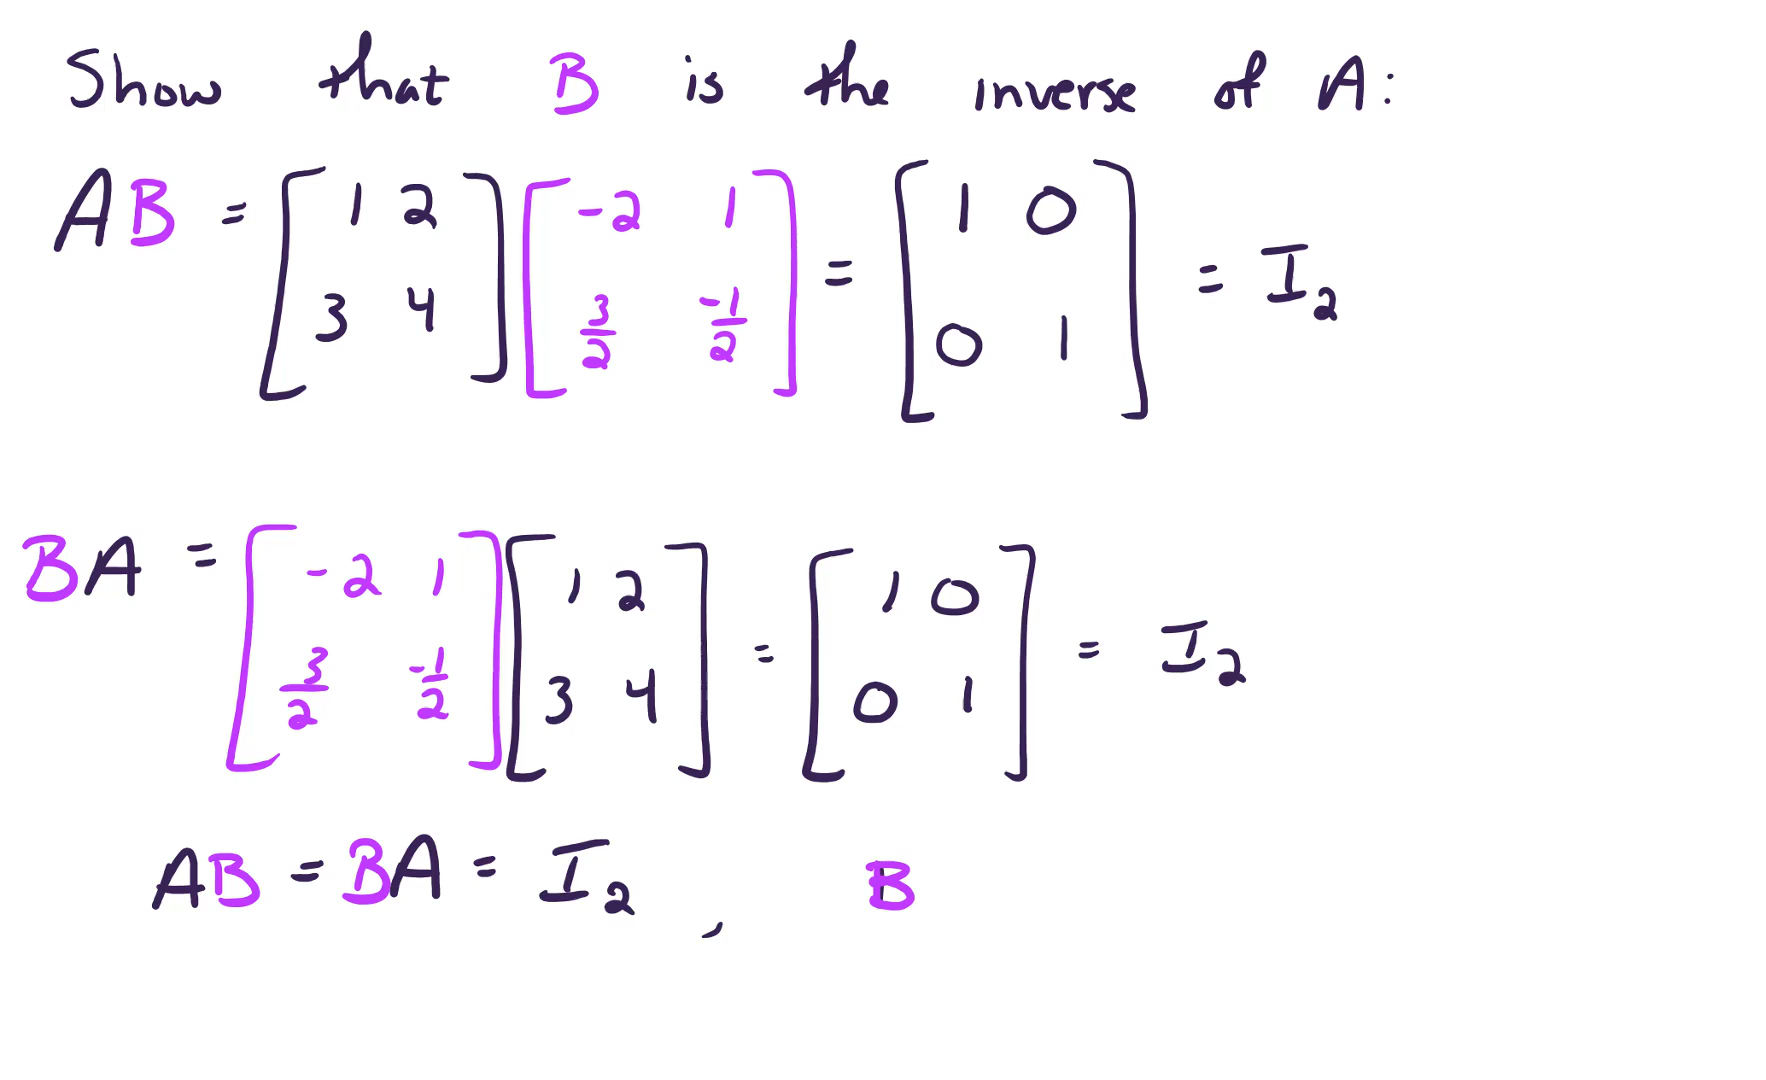 Show that B is the inverse of A:
AB = [1 2; 3 4] [-2 1; 3/2 -1/2] = [1 0; 0 1] = I₂
BA = [-2 1; 3/2 -1/2] [1 2; 3 4] = [1 0; 0 1] = I₂
AB = BA = I₂ , B